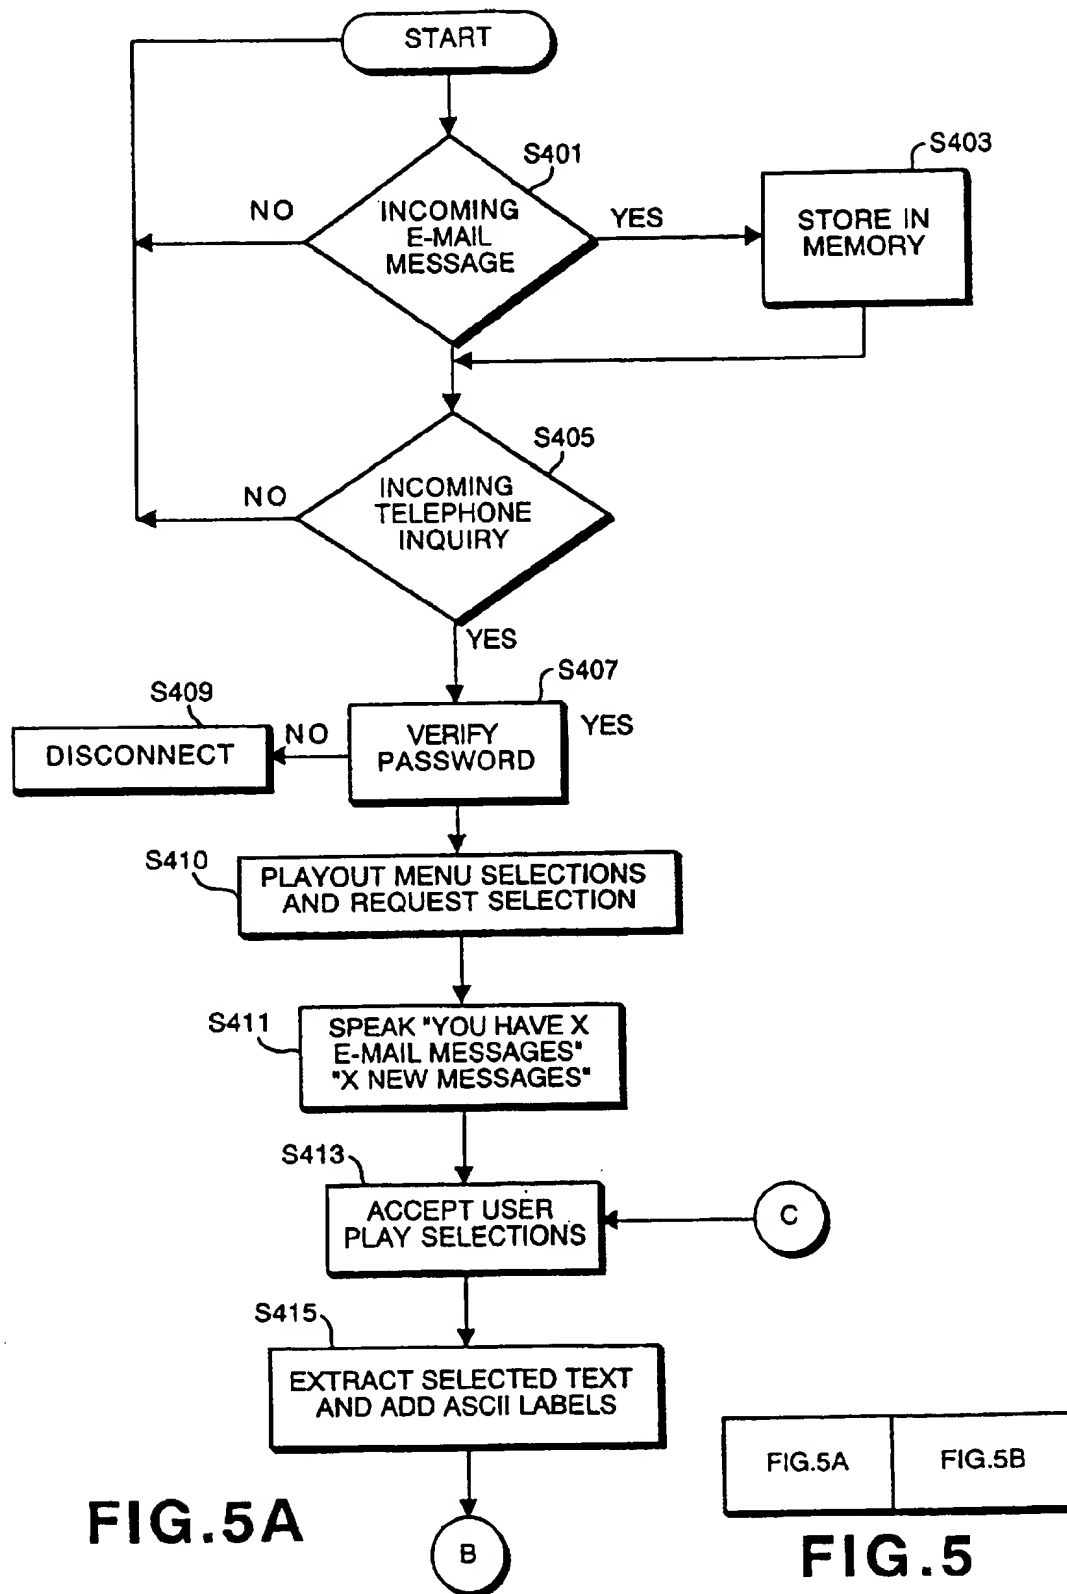 START
S401
S403
NO
INCOMING
E-MAIL
MESSAGE
YES
STORE IN
MEMORY
S405
NO
INCOMING
TELEPHONE
INQUIRY
YES
S407
S409
DISCONNECT
NO
VERIFY
PASSWORD
YES
S410
PLAYOUT MENU SELECTIONS
AND REQUEST SELECTION
S411
SPEAK "YOU HAVE X
E-MAIL MESSAGES"
"X NEW MESSAGES"
S413
ACCEPT USER
PLAY SELECTIONS
C
S415
EXTRACT SELECTED TEXT
AND ADD ASCII LABELS
FIG.5A
FIG.5B
FIG.5A
B
FIG.5